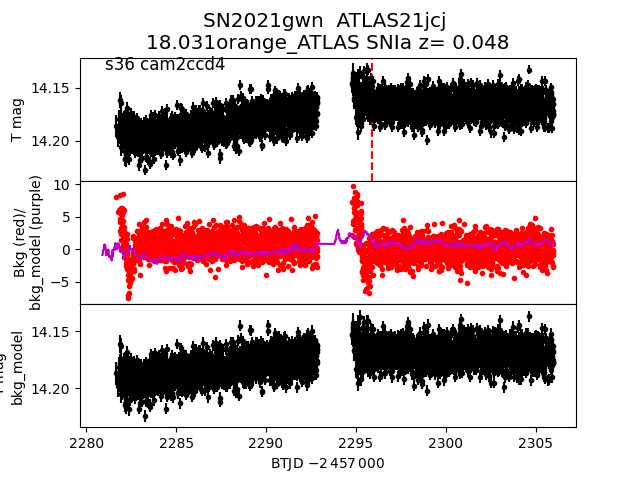 SN2021gwn  ATLAS21jcj
18.031orange_ATLAS SNIa z= 0.048
s36 cam2ccd4
14.15
14.20
T mag
10
5
0
−5
Bkg (red)/
bkg_model (purple)
14.15
14.20
bkg_model
2280
2285
2290
2295
2300
2305
BTJD −2 457 000